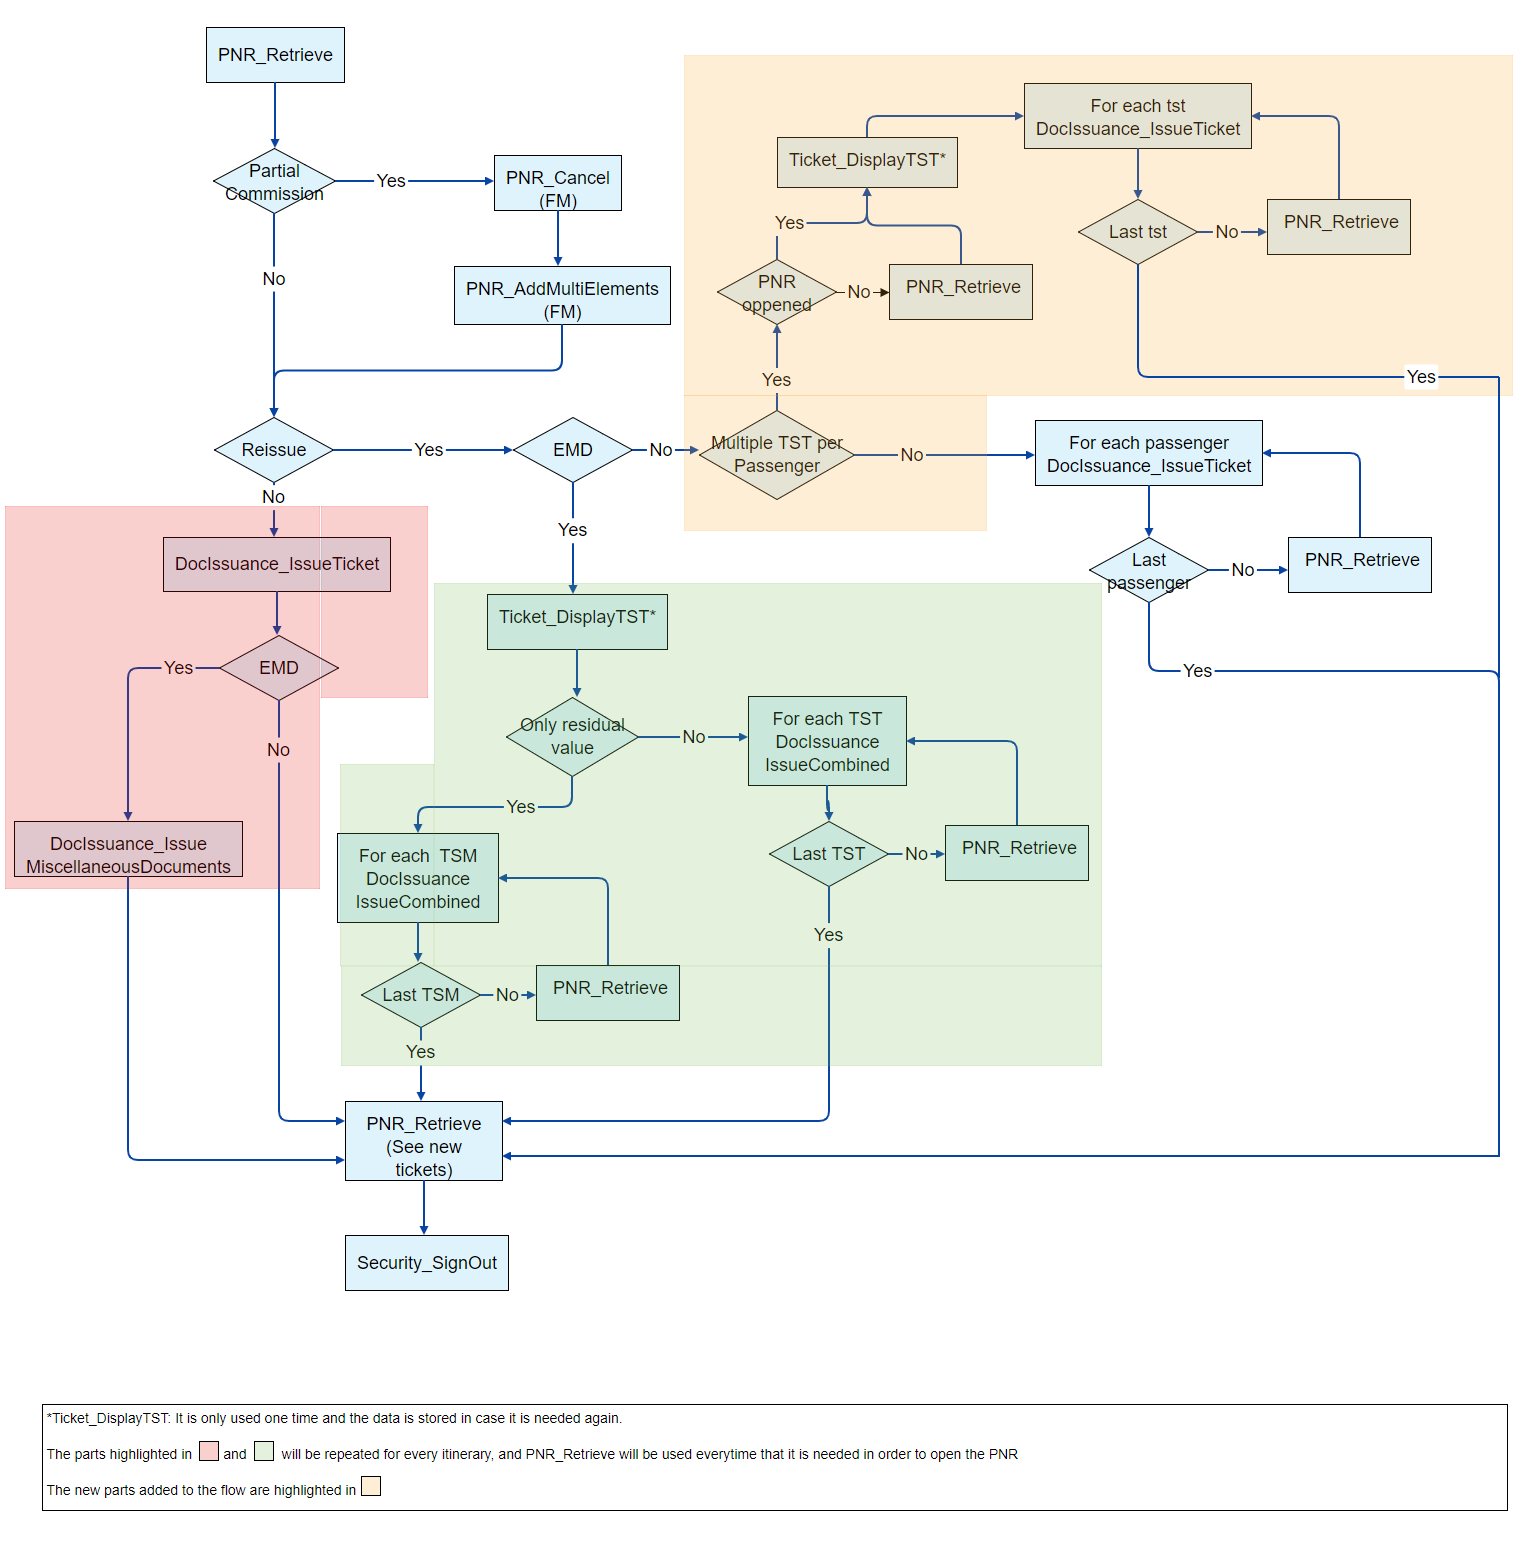 PNR_Retrieve
Partial
Commission
Yes
PNR_Cancel
(FM)
No
PNR_AddMultiElements
(FM)
For each tst
DocIssuance_IssueTicket
Ticket_DisplayTST*
Yes
Last tst
No
PNR_Retrieve
PNR
oppened
No
PNR_Retrieve
Yes
Yes
Reissue
Yes
EMD
No
Multiple TST per
Passenger
No
For each passenger
DocIssuance_IssueTicket
No
Yes
DocIssuance_IssueTicket
Last
passenger
No
PNR_Retrieve
Ticket_DisplayTST*
Yes
EMD
Yes
No
Only residual
value
No
For each TST
DocIssuance
IssueCombined
Yes
DocIssuance_Issue
MiscellaneousDocuments
For each  TSM
DocIssuance
IssueCombined
Last TST
No
PNR_Retrieve
Yes
Last TSM
No
PNR_Retrieve
Yes
PNR_Retrieve
(See new
tickets)
Security_SignOut
*Ticket_DisplayTST: It is only used one time and the data is stored in case it is needed again.
The parts highlighted in and will be repeated for every itinerary, and PNR_Retrieve will be used everytime that it is needed in order to open the PNR
The new parts added to the flow are highlighted in